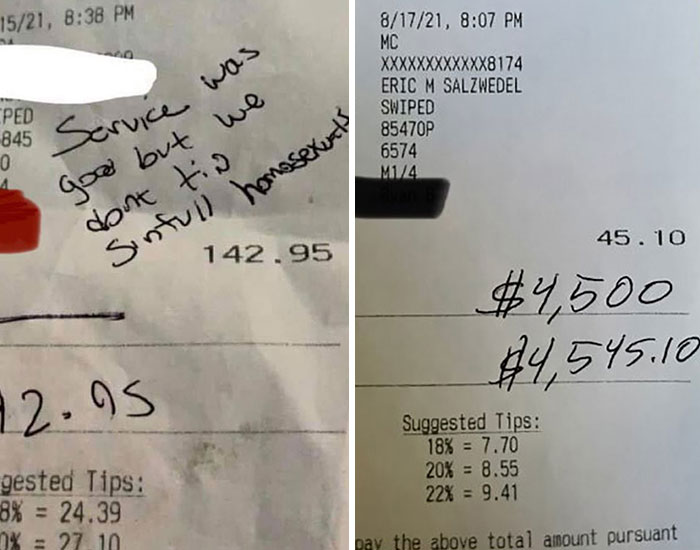 15/21, 8:38 PM
PED
845
0
4
Service was
good but we
dont tip
Sinfull homosexuals
142.95
2.95
gested Tips:
8% = 24.39
0% = 27.10
8/17/21, 8:07 PM
MC
XXXXXXXXXXXX8174
ERIC M SALZWEDEL
SWIPED
85470P
6574
M1/4
45.10
$4,500
$4,545.10
Suggested Tips:
18% = 7.70
20% = 8.55
22% = 9.41
pay the above total amount pursuant